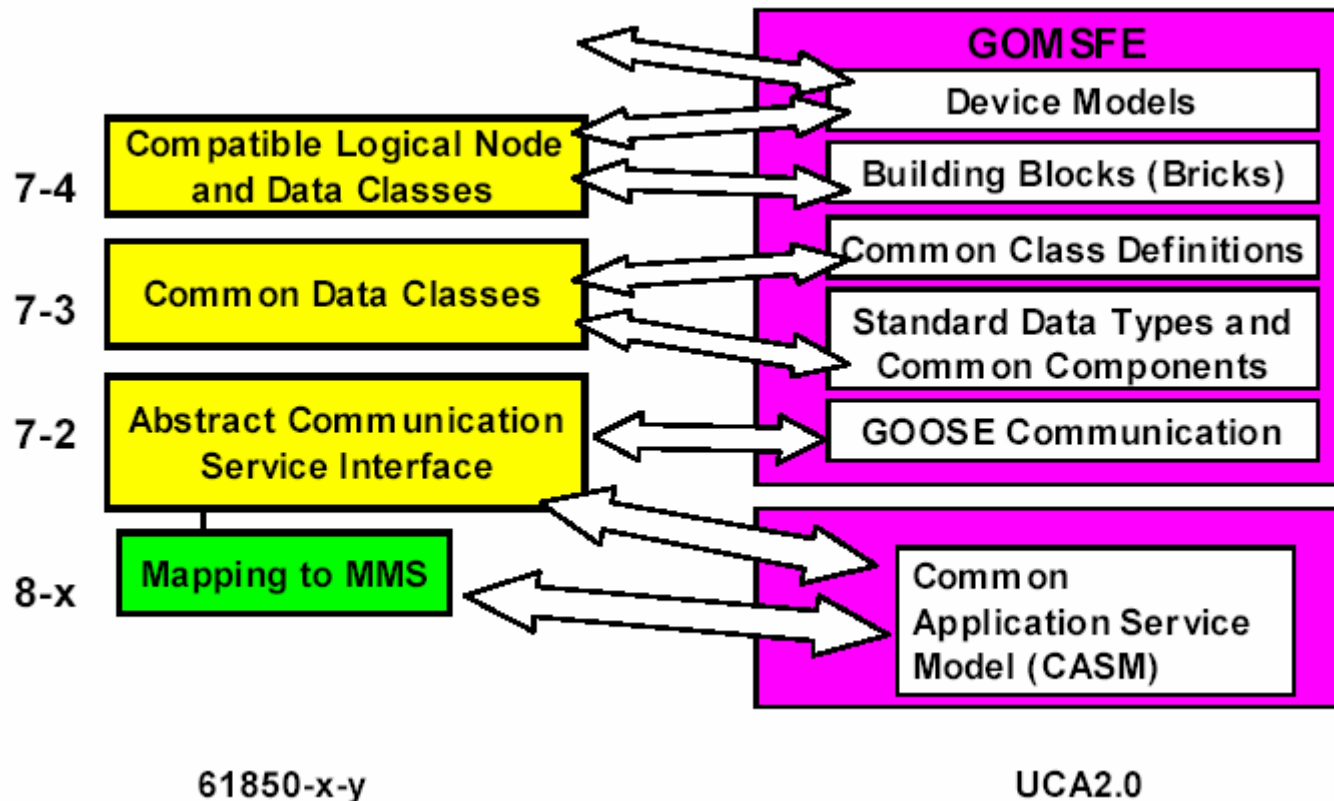 GOMSFE
Device Models
Compatible Logical Node
and Data Classes
7-4
Building Blocks (Bricks)
Common Class Definitions
Common Data Classes
7-3
Standard Data Types and
Common Components
Abstract Communication
Service Interface
7-2
GOOSE Communication
Mapping to MMS
8-x
Common
Application Service
Model (CASM)
61850-x-y
UCA2.0